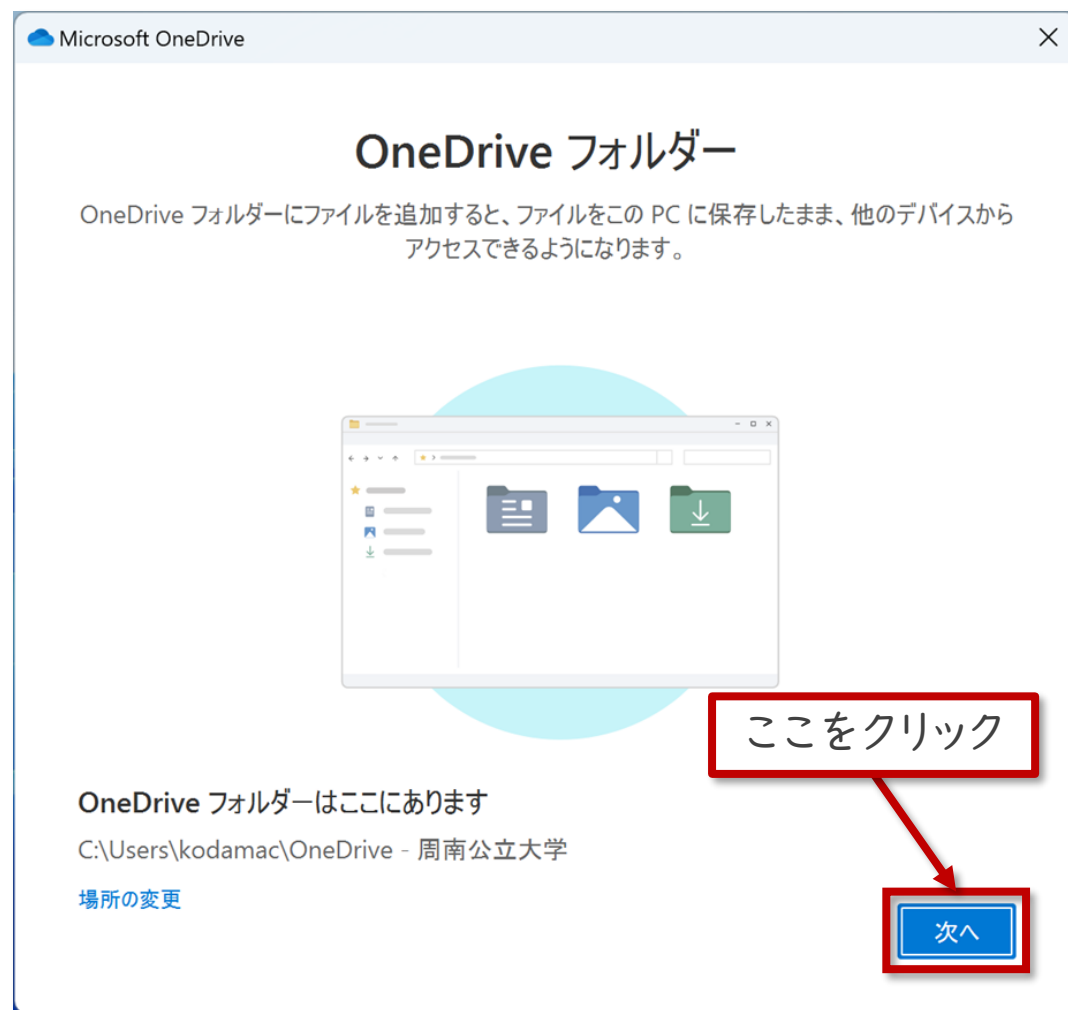 Microsoft OneDrive
OneDrive フォルダー
OneDrive フォルダーにファイルを追加すると、ファイルをこの PC に保存したまま、他のデバイスから
アクセスできるようになります。
ここをクリック
OneDrive フォルダーはここにあります
C:\Users\kodamac\OneDrive - 周南公立大学
場所の変更
次へ